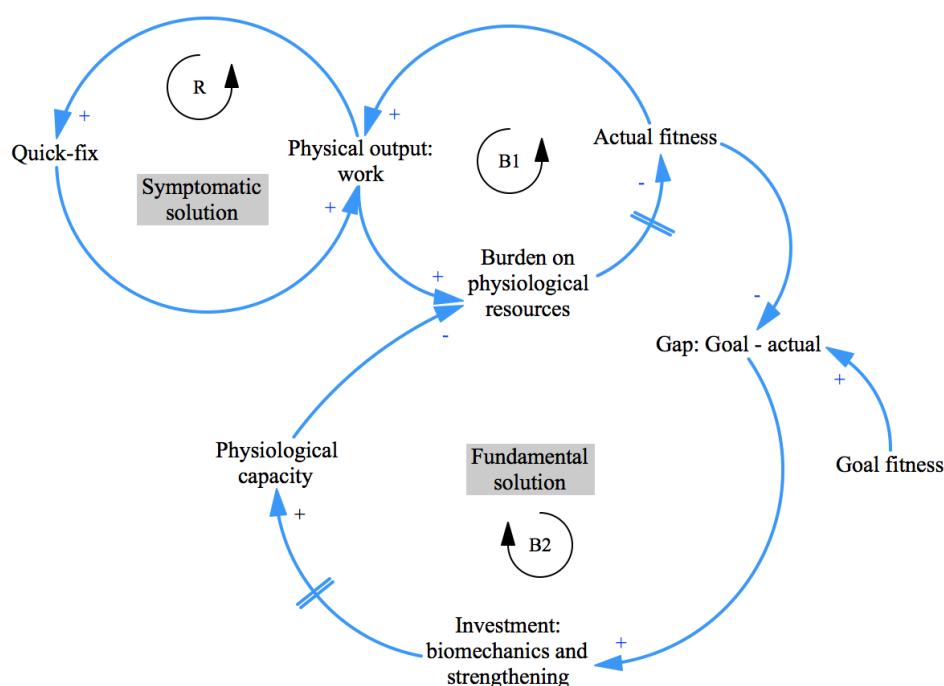 R
+
Quick-fix
Symptomatic
solution
Physical output:
work
+
+
B1
Actual fitness
-
Burden on
physiological
resources
+
-
-
Gap: Goal - actual
+
Goal fitness
Physiological
capacity
+
Fundamental
solution
B2
Investment:
biomechanics and
strengthening
+